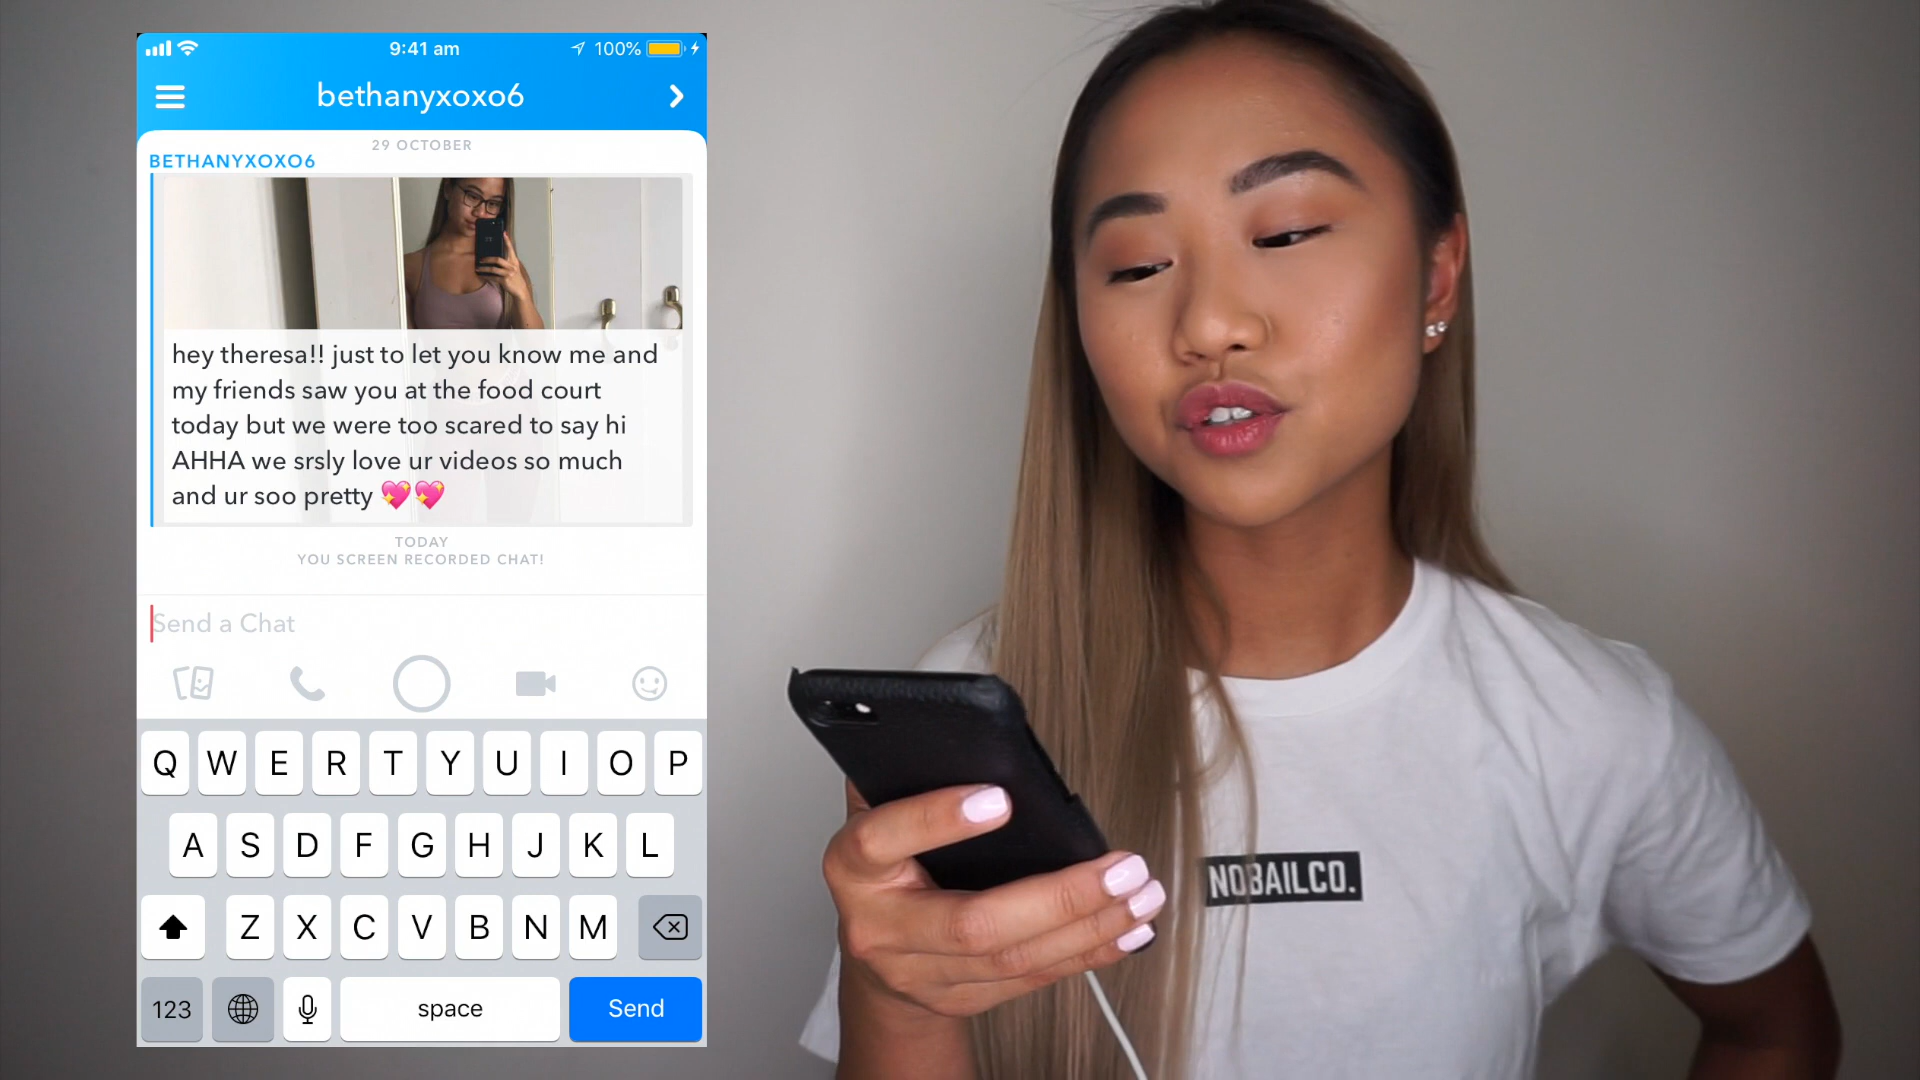 9:41 am
100%
bethanyxoxo6
29 OCTOBER
BETHANYXOXO6
hey theresa!! just to let you know me and
my friends saw you at the food court
today but we were too scared to say hi
AHHA we srsly love ur videos so much
and ur soo pretty 💖💖
TODAY
YOU SCREEN RECORDED CHAT!
Send a Chat
Q W E R T Y U I O P
A S D F G H J K L
Z X C V B N M
123 space Send
NOBAILCO.